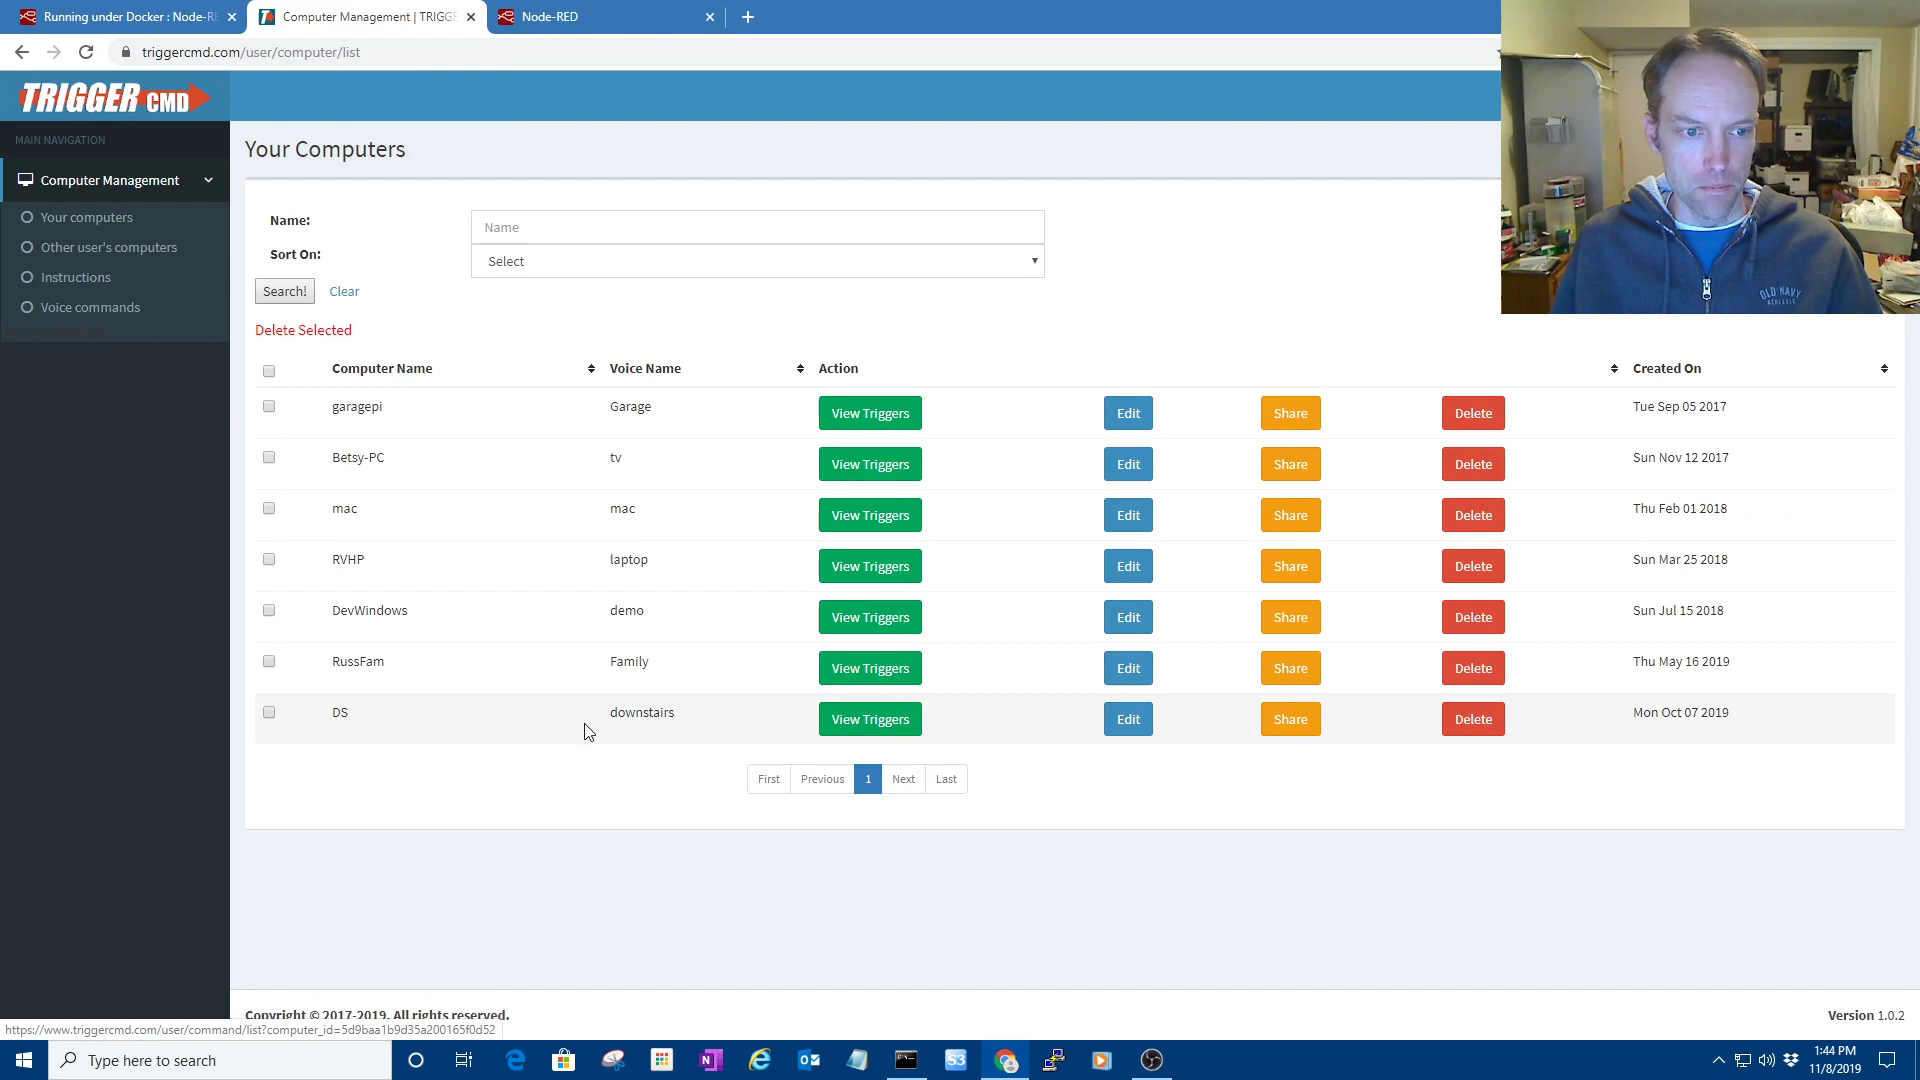 Running under Docker : Node-RE
Computer Management | TRIGGE
Node-RED
triggercmd.com/user/computer/list
TRIGGER CMD
MAIN NAVIGATION
Computer Management
Your computers
Other user's computers
Instructions
Voice commands
Your Computers
Name:
Name
Sort On:
Select
Search!
Clear
Delete Selected
Computer Name Voice Name Action Created On
garagepi Garage View Triggers Edit Share Delete Tue Sep 05 2017
Betsy-PC tv View Triggers Edit Share Delete Sun Nov 12 2017
mac mac View Triggers Edit Share Delete Thu Feb 01 2018
RVHP laptop View Triggers Edit Share Delete Sun Mar 25 2018
DevWindows demo View Triggers Edit Share Delete Sun Jul 15 2018
RussFam Family View Triggers Edit Share Delete Thu May 16 2019
DS downstairs View Triggers Edit Share Delete Mon Oct 07 2019
First Previous 1 Next Last
OLD NAVY
ATHLETIC
Copyright © 2017-2019. All rights reserved.
Version 1.0.2
https://www.triggercmd.com/user/command/list?computer_id=5d9baa1b9d35a200165f0d52
Type here to search
S3
1:44 PM
11/8/2019